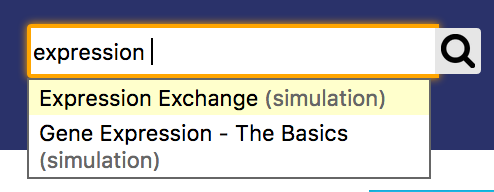 expression
Expression Exchange (simulation)
Gene Expression - The Basics
(simulation)